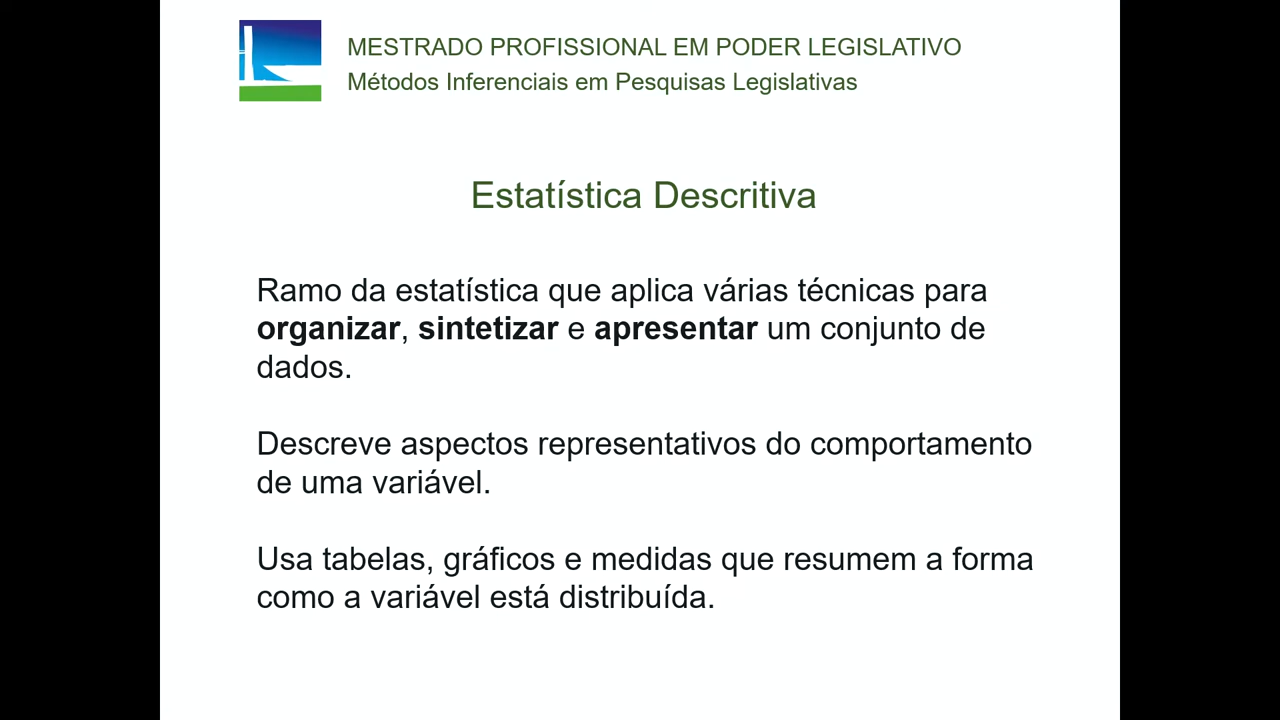 MESTRADO PROFISSIONAL EM PODER LEGISLATIVO
Métodos Inferenciais em Pesquisas Legislativas
Estatística Descritiva
Ramo da estatística que aplica várias técnicas para
organizar, sintetizar e apresentar um conjunto de
dados.
Descreve aspectos representativos do comportamento
de uma variável.
Usa tabelas, gráficos e medidas que resumem a forma
como a variável está distribuída.